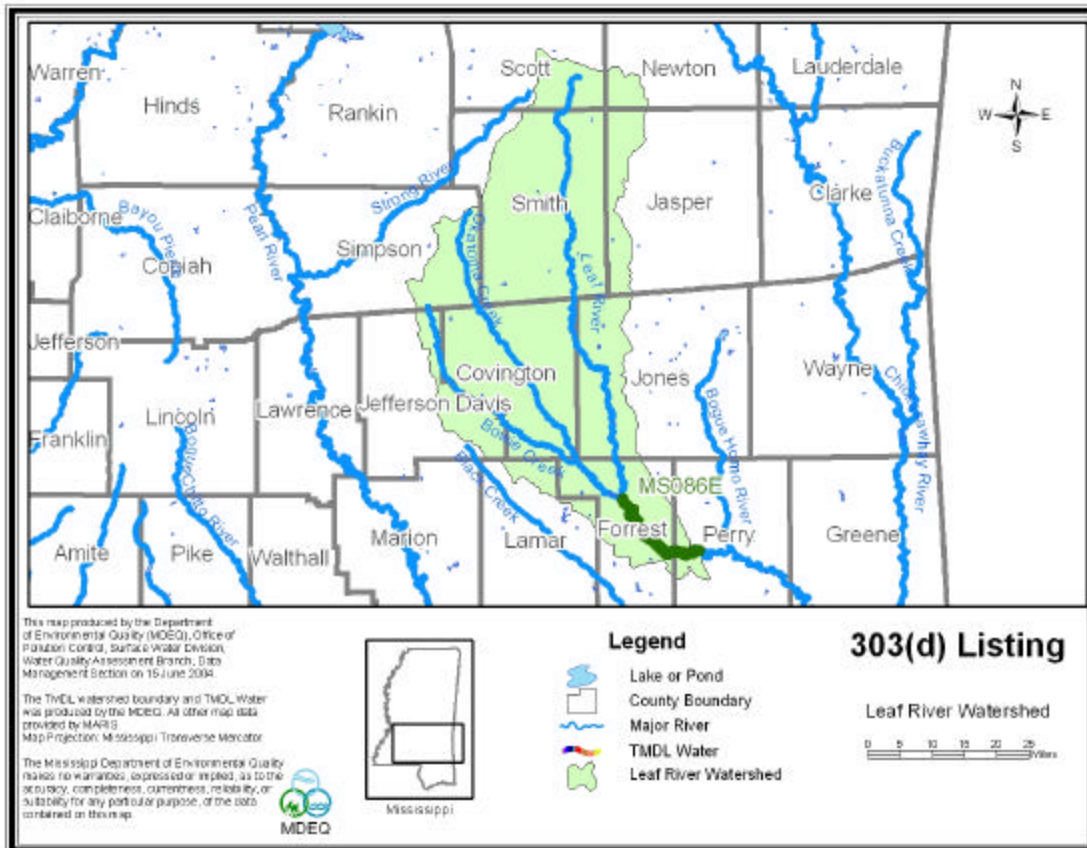 Warren
Hinds
Rankin
Scott
Newton
Lauderdale
N
W E
S
Strong River
Smith
Jasper
Clarke
Buckatunna Creek
Claiborne
Bayou Pierre
Copiah
Pearl River
Simpson
Okatoma Creek
Leaf River
Jefferson
Covington
Jones
Wayne
Chickasawhay River
Lincoln
Lawrence
Jefferson Davis
Bogue Homo River
Franklin
Bogue Chitto River
Bowie Creek
Black Creek
MS086E
Amite
Pike
Walthall
Marion
Lamar
Forrest
Perry
Greene
This map produced by the Department
of Environmental Quality (MDEQ), Office of
Pollution Control, Surface Water Division,
Water Quality Assessment Branch, Data
Management Section on 15 June 2004.
The TMDL watershed boundary and TMDL Water
was produced by the MDEQ. All other map data
provided by MARIS.
Map Projection: Mississippi Transverse Mercator
The Mississippi Department of Environmental Quality
makes no warranties, expressed or implied, as to the
accuracy, completeness, currentness, reliability, or
suitability for any particular purpose, of the data
contained on this map.
MDEQ
Mississippi
Legend
Lake or Pond
County Boundary
Major River
TMDL Water
Leaf River Watershed
303(d) Listing
Leaf River Watershed
0 5 10 15 20 25
Miles